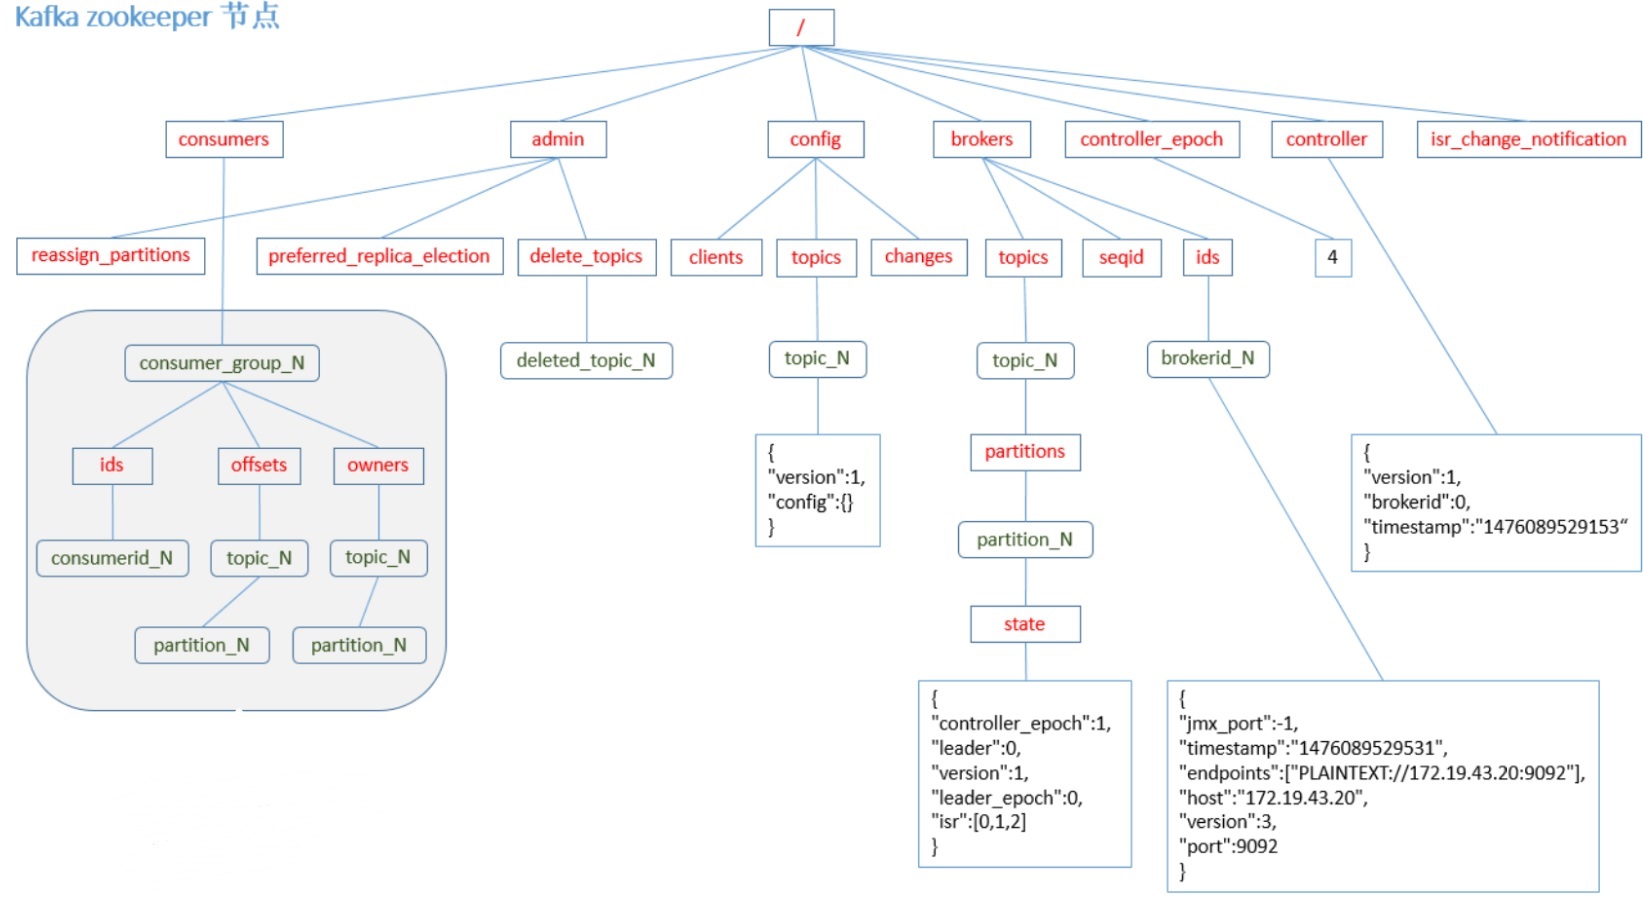 Kafka zookeeper 节点
/
consumers
admin
config
brokers
controller_epoch
controller
isr_change_notification
reassign_partitions
preferred_replica_election
delete_topics
clients
topics
changes
topics
seqid
ids
4
consumer_group_N
deleted_topic_N
topic_N
topic_N
brokerid_N
ids
offsets
owners
consumerid_N
topic_N
topic_N
partition_N
partition_N
{
"version":1,
"config":{}
}
partitions
partition_N
state
{
"controller_epoch":1,
"leader":0,
"version":1,
"leader_epoch":0,
"isr":[0,1,2]
}
{
"jmx_port":-1,
"timestamp":"1476089529531",
"endpoints":["PLAINTEXT://172.19.43.20:9092"],
"host":"172.19.43.20",
"version":3,
"port":9092
}
{
"version":1,
"brokerid":0,
"timestamp":"1476089529153“
}